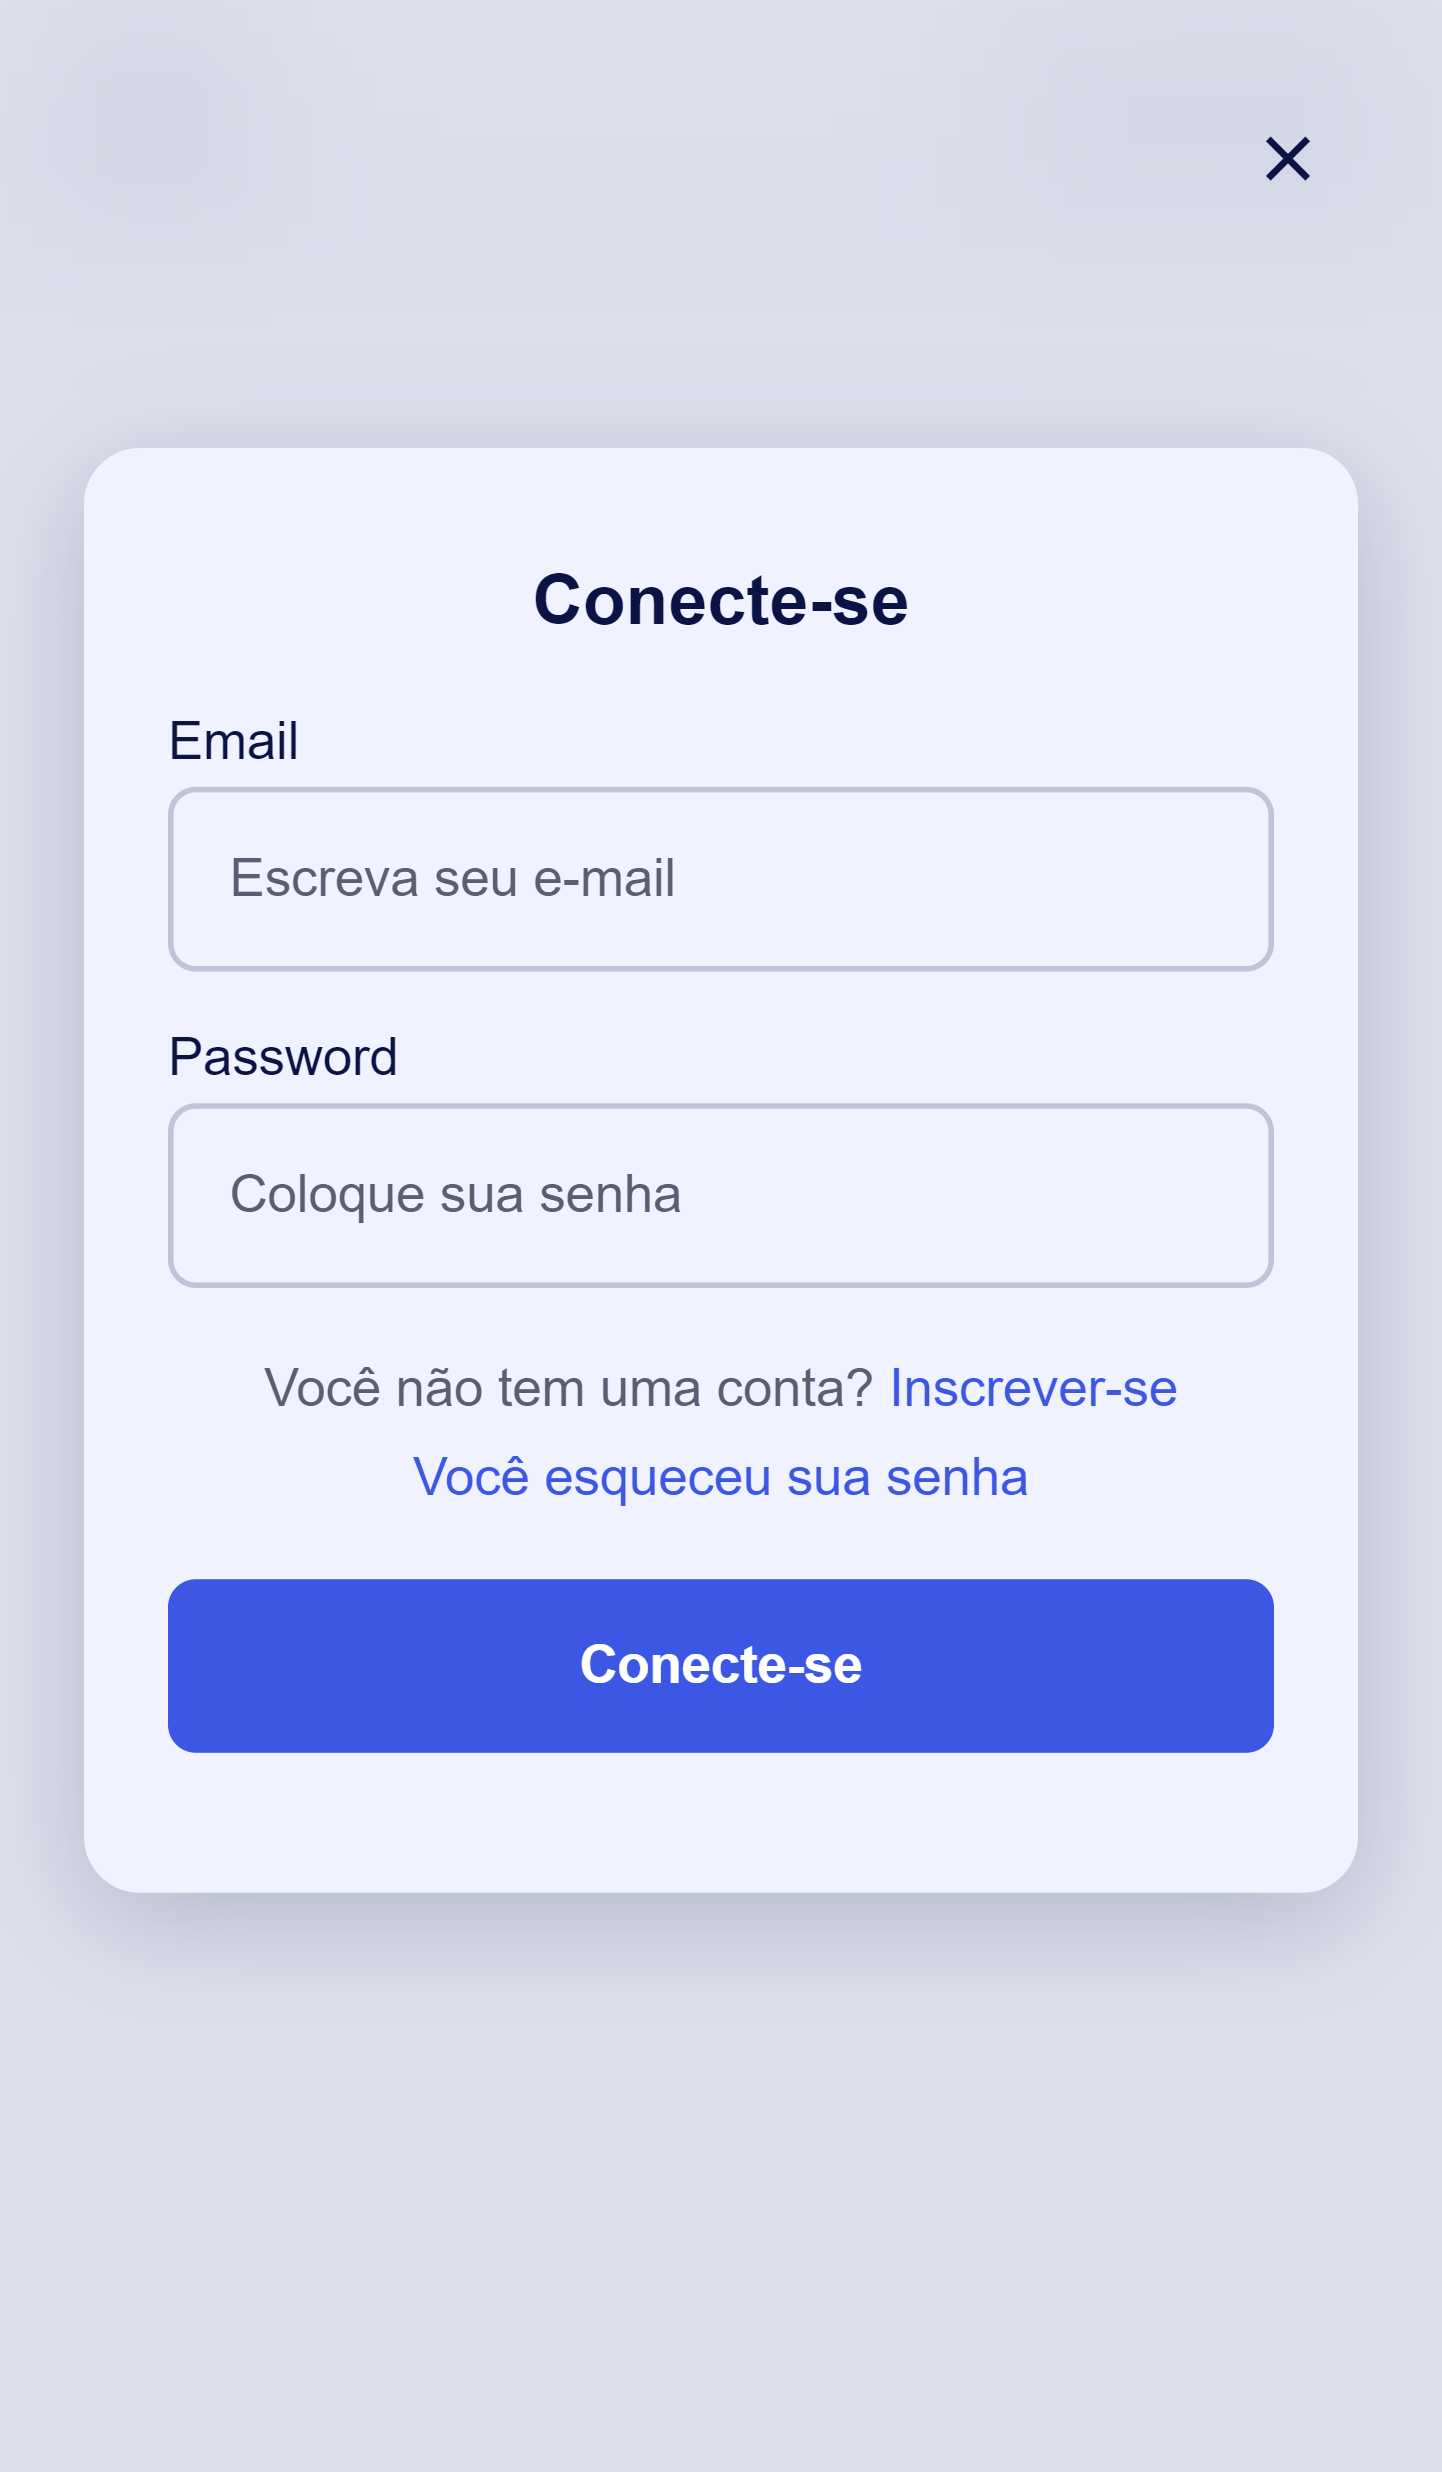 Conecte-se
Email
Escreva seu e-mail
Password
Coloque sua senha
Você não tem uma conta? Inscrever-se
Você esqueceu sua senha
Conecte-se